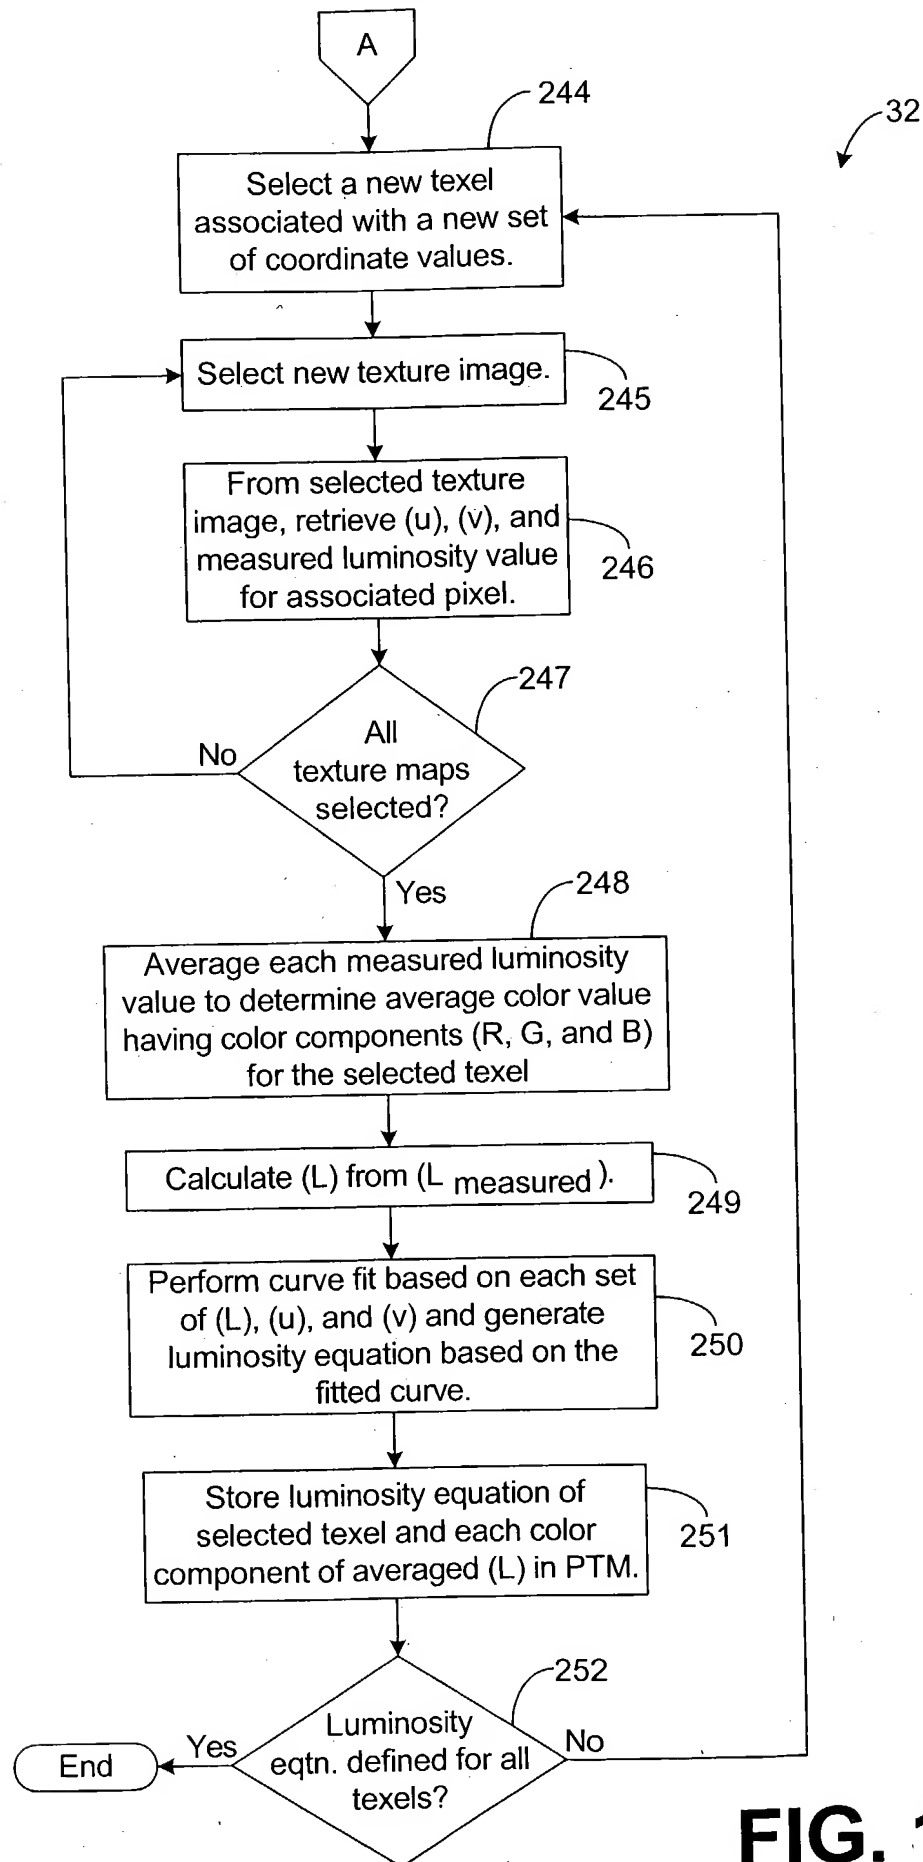 A
244
32
Select a new texel
associated with a new set
of coordinate values.
Select new texture image.
245
From selected texture
image, retrieve (u), (v), and
measured luminosity value
for associated pixel.
246
247
All
texture maps
selected?
No
Yes
248
Average each measured luminosity
value to determine average color value
having color components (R, G, and B)
for the selected texel
Calculate (L) from (L measured).
249
Perform curve fit based on each set
of (L), (u), and (v) and generate
luminosity equation based on the
fitted curve.
250
Store luminosity equation of
selected texel and each color
component of averaged (L) in PTM.
251
252
Luminosity
eqtn. defined for all
texels?
Yes
No
End
FIG.